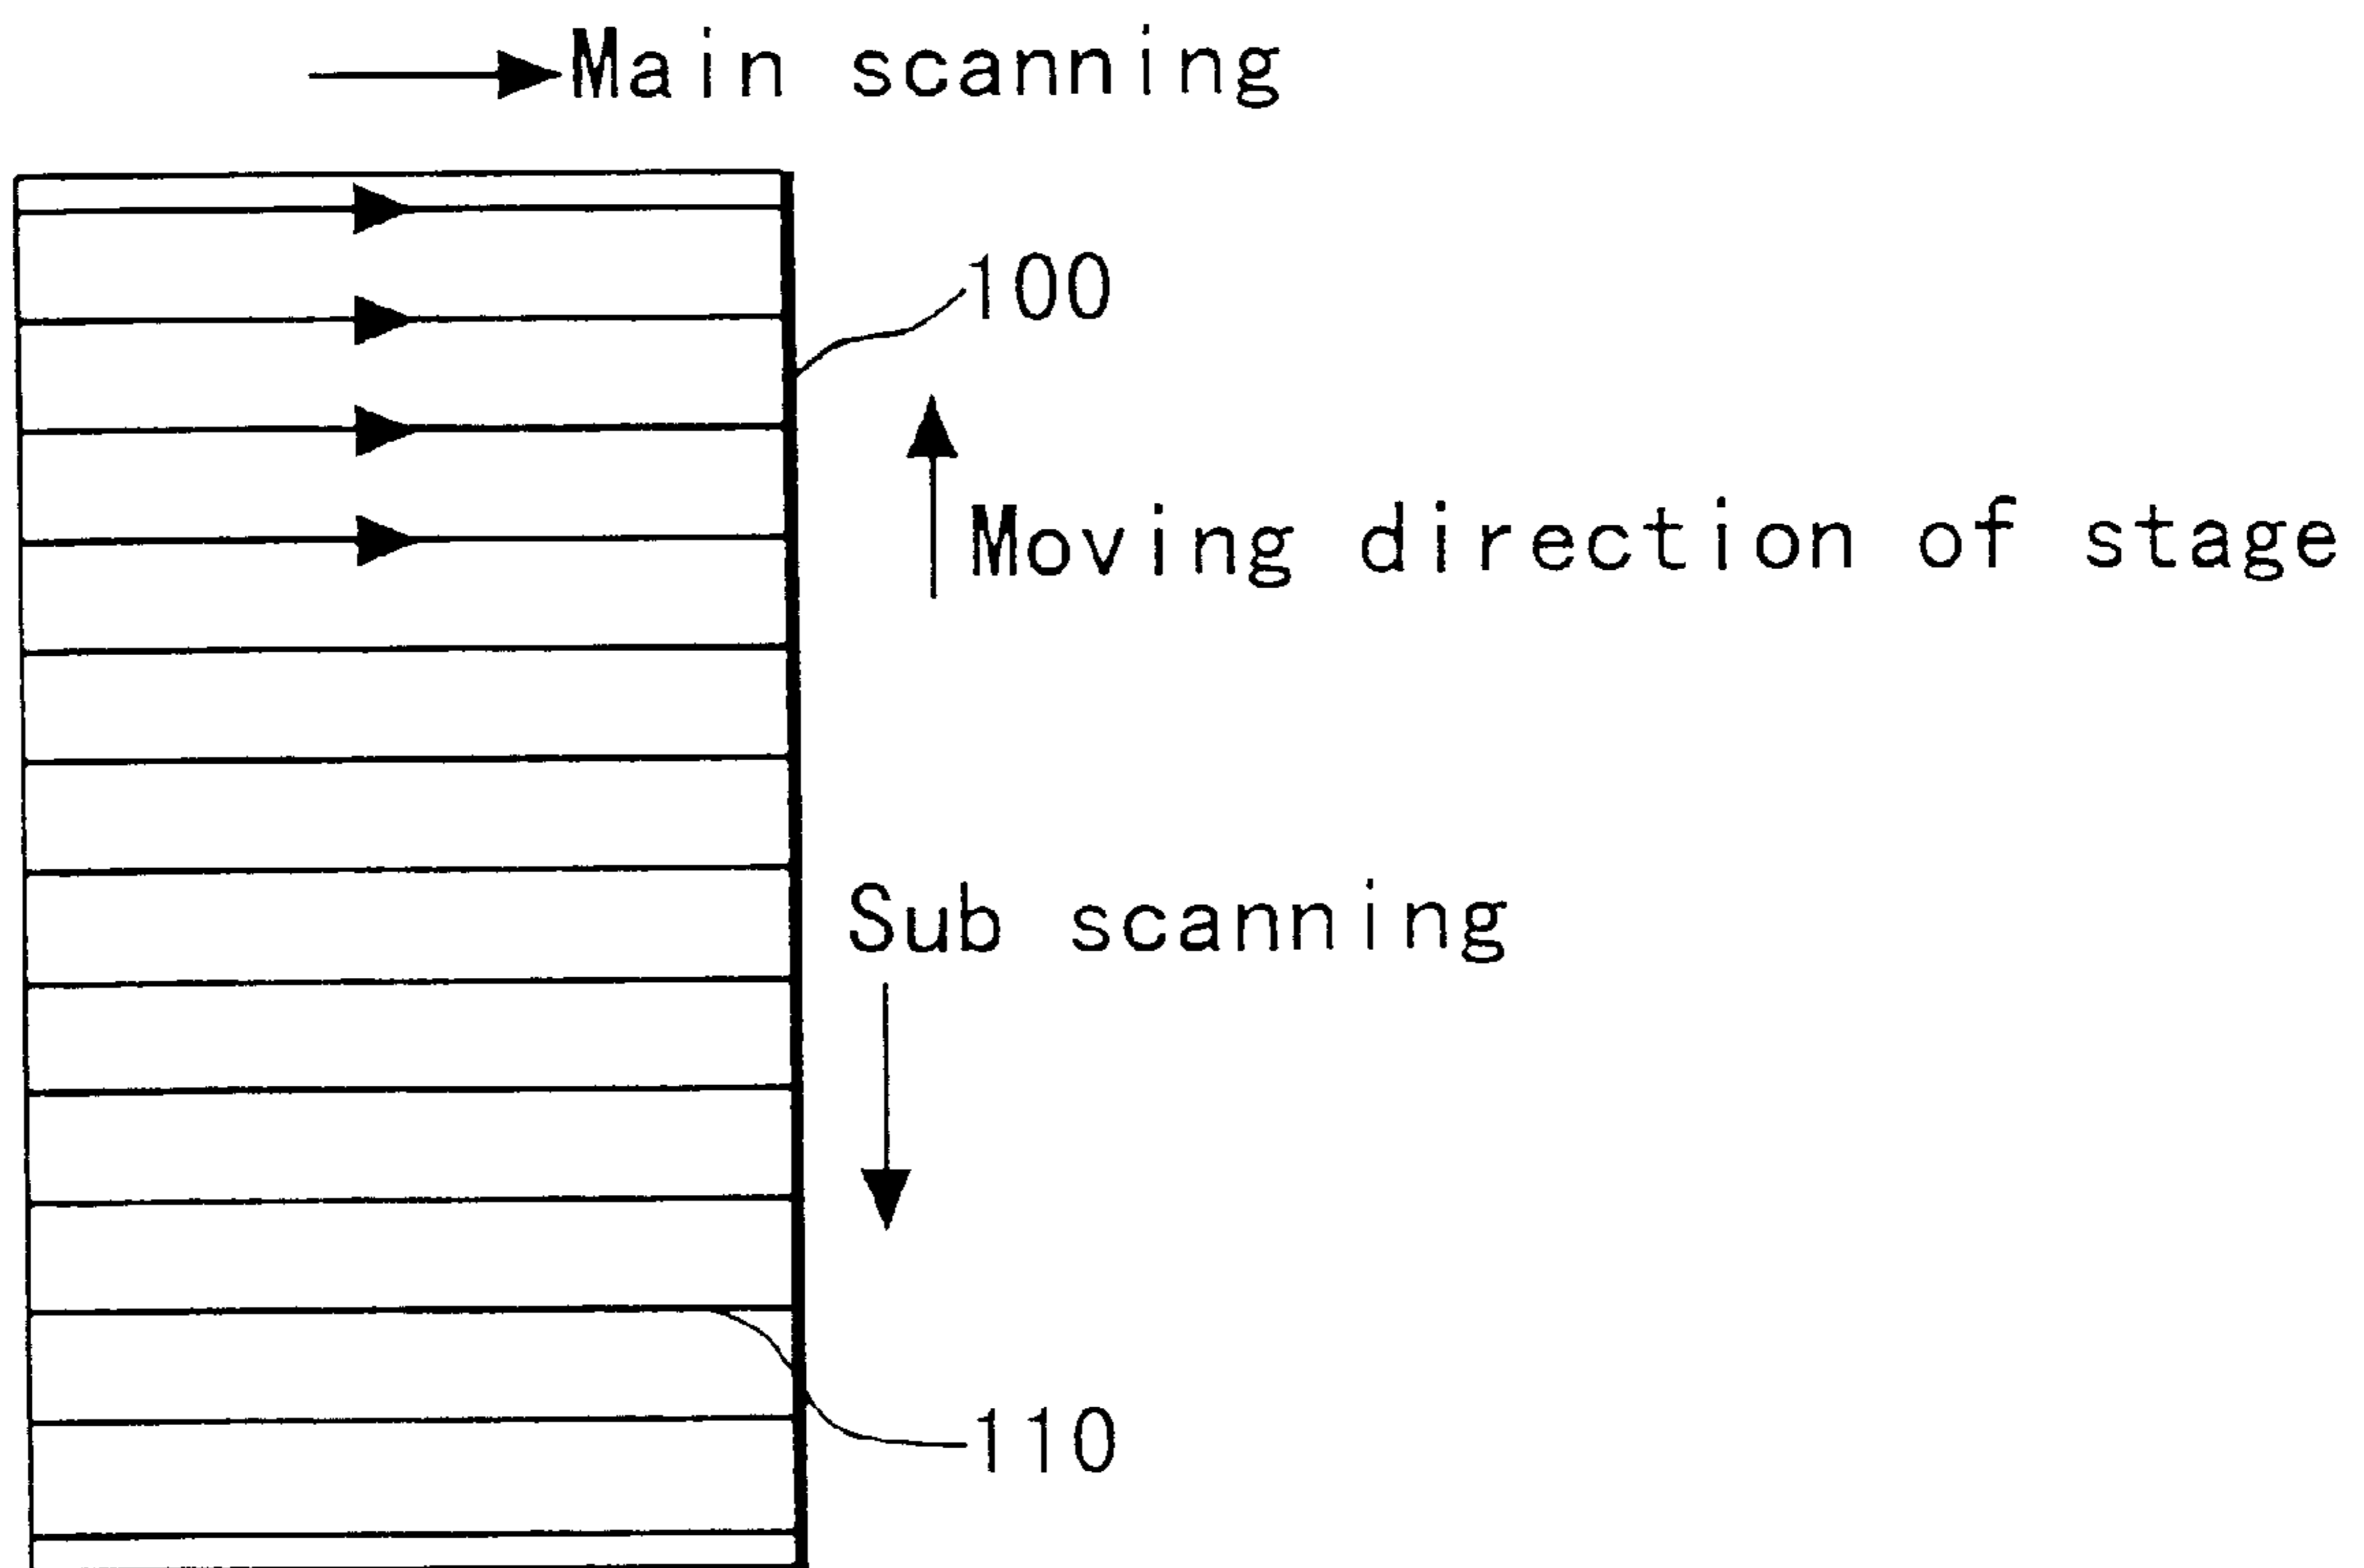 Main scanning
100
Moving direction of stage
Sub scanning
110